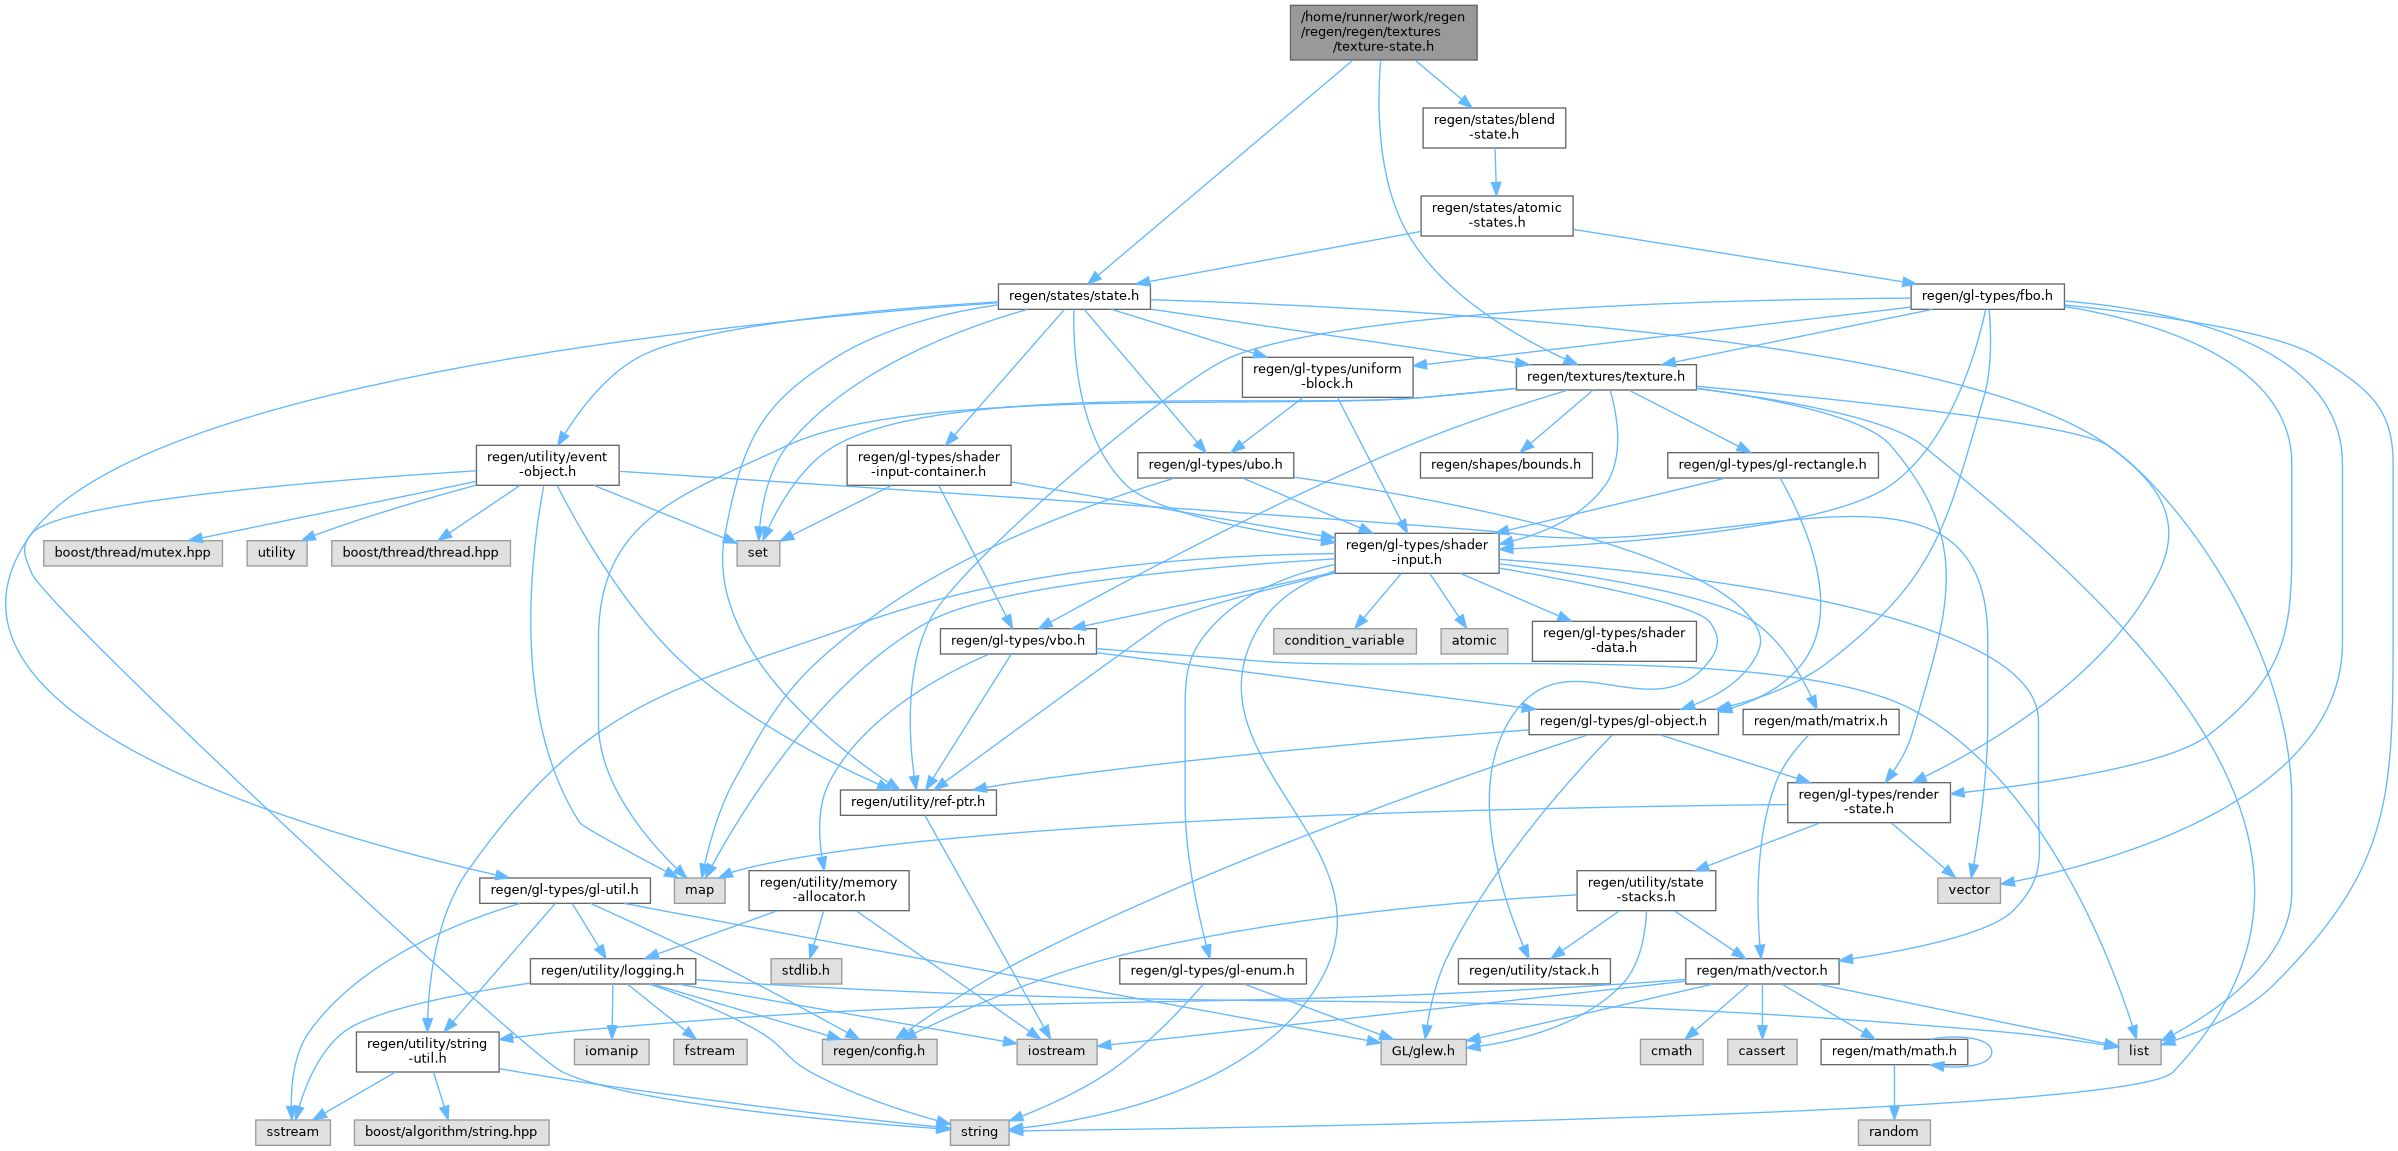 /home/runner/work/regen
/regen/regen/textures
/texture-state.h
regen/states/blend
-state.h
regen/states/atomic
-states.h
regen/states/state.h
regen/gl-types/fbo.h
regen/gl-types/uniform
-block.h
regen/textures/texture.h
regen/utility/event
-object.h
regen/gl-types/shader
-input-container.h
regen/gl-types/ubo.h
regen/shapes/bounds.h
regen/gl-types/gl-rectangle.h
boost/thread/mutex.hpp
utility
boost/thread/thread.hpp
set
regen/gl-types/shader
-input.h
regen/gl-types/vbo.h
condition_variable
atomic
regen/gl-types/shader
-data.h
regen/gl-types/gl-object.h
regen/math/matrix.h
regen/utility/ref-ptr.h
regen/gl-types/render
-state.h
regen/gl-types/gl-util.h
map
regen/utility/memory
-allocator.h
regen/utility/state
-stacks.h
vector
regen/utility/logging.h
stdlib.h
regen/gl-types/gl-enum.h
regen/utility/stack.h
regen/math/vector.h
regen/utility/string
-util.h
iomanip
fstream
regen/config.h
iostream
GL/glew.h
cmath
cassert
regen/math/math.h
list
sstream
boost/algorithm/string.hpp
string
random